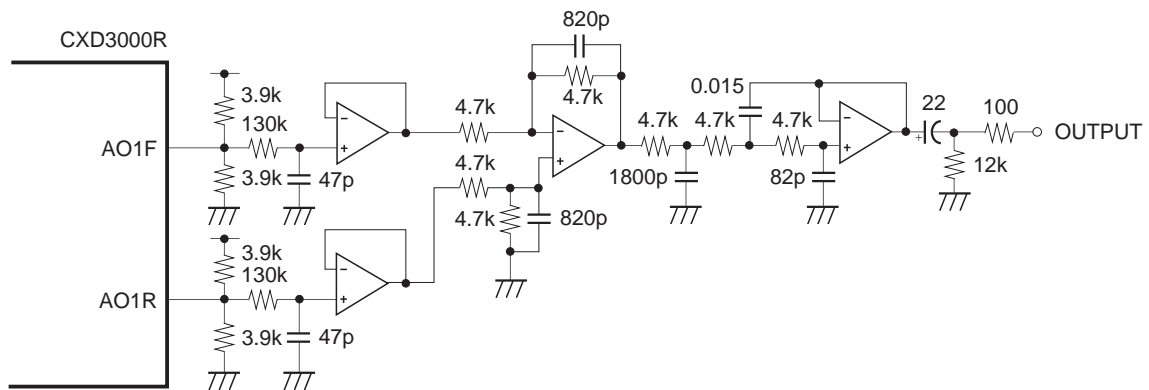 CXD3000R
AO1F
3.9k
130k
3.9k
47p
AO1R
3.9k
130k
3.9k
47p
-
+
-
+
4.7k
4.7k
4.7k
820p
820p
4.7k
-
+
4.7k
1800p
4.7k
0.015
4.7k
82p
-
+
+
22
12k
100
OUTPUT